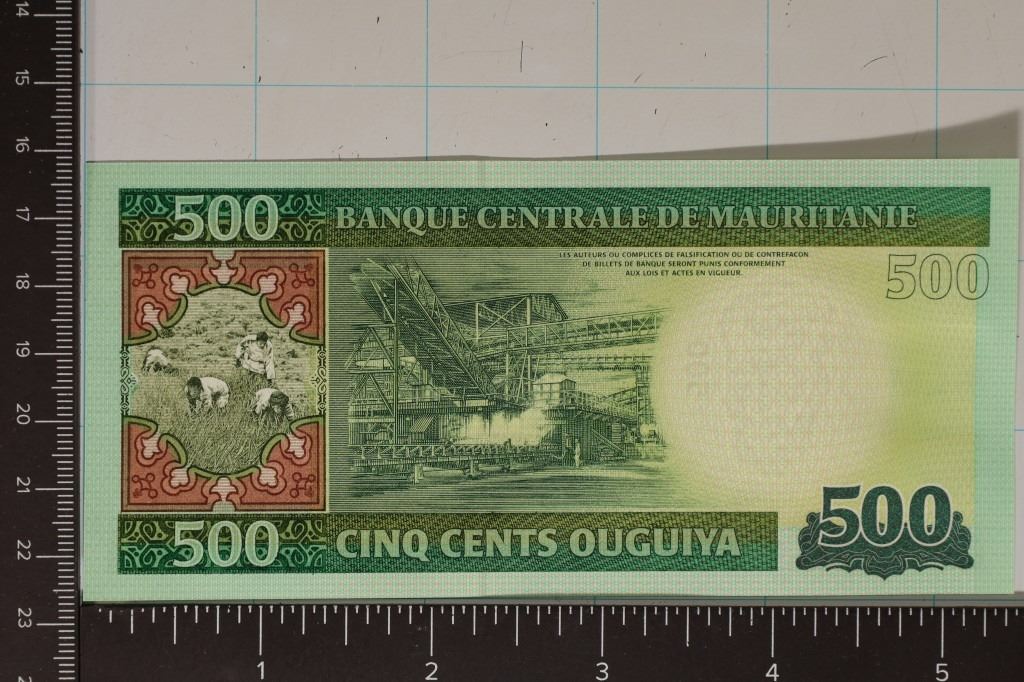 14
15
16
17
18
19
20
21
22
23
500 BANQUE CENTRALE DE MAURITANIE
LES AUTEURS OU COMPLICES DE FALSIFICATION OU DE CONTREFACON
DE BILLETS DE BANQUE SERONT PUNIS CONFORMEMENT
AUX LOIS ET ACTES EN VIGUEUR.
500
500
500 CINQ CENTS OUGUIYA
1 2 3 4 5